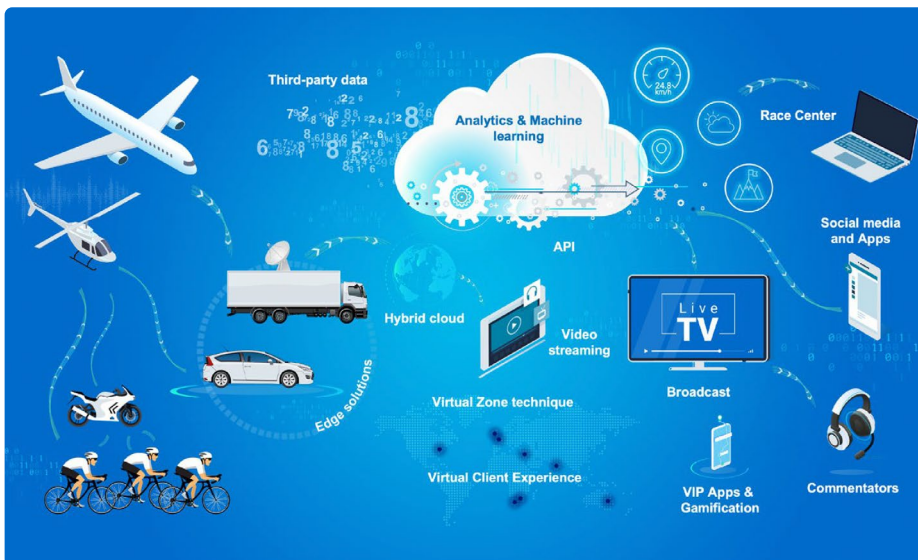 Third-party data
Analytics & Machine
learning
24.8
km/h
Race Center
Social media
and Apps
API
Hybrid cloud
Video
streaming
Live
TV
Edge solutions
Broadcast
Virtual Zone technique
Virtual Client Experience
VIP Apps &
Gamification
Commentators